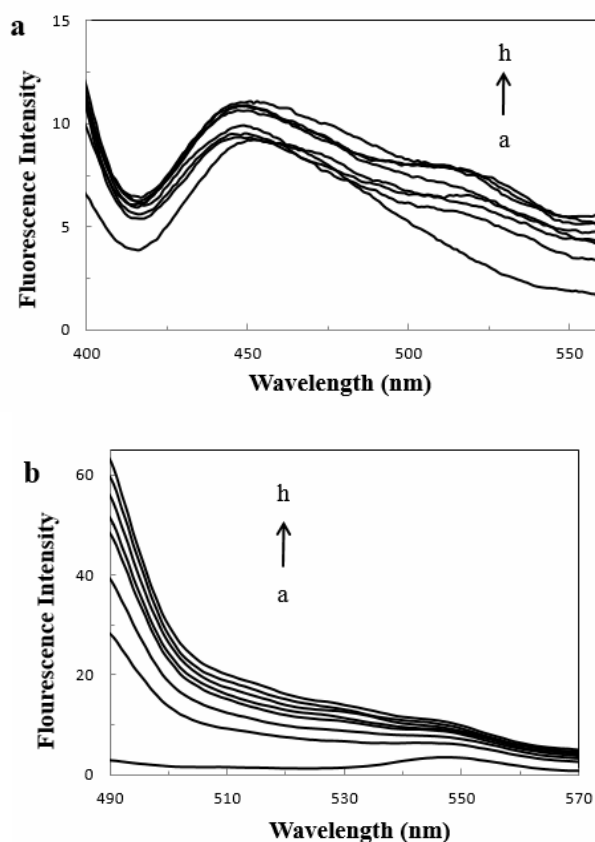 a
15
10
5
0
Fluorescence Intensity
h
a
400
450
500
550
Wavelength (nm)
b
60
40
20
0
Flourescence Intensity
h
a
490
510
530
550
570
Wavelength (nm)